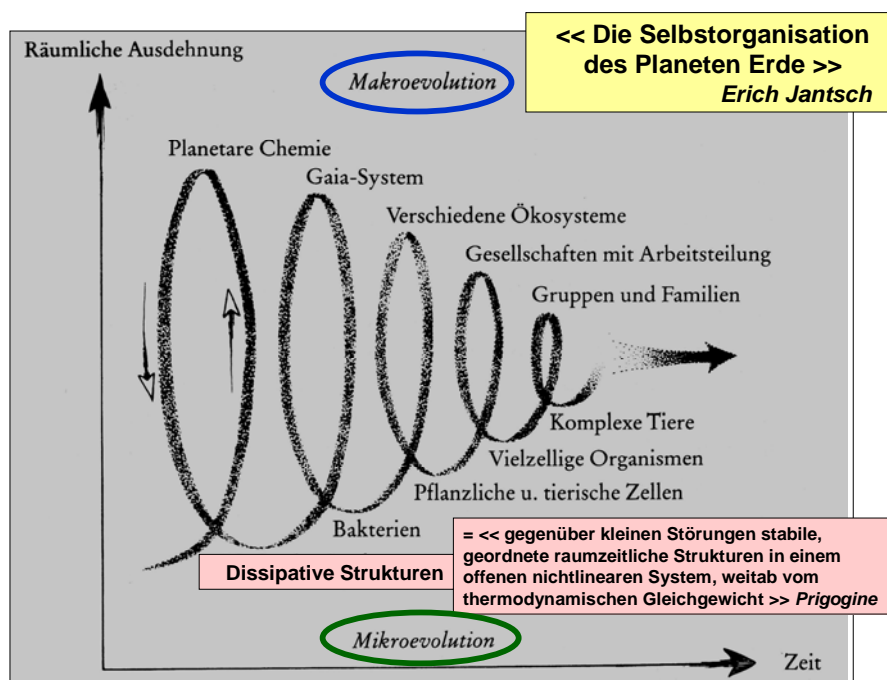 << Die Selbstorganisation
des Planeten Erde >>
Erich Jantsch
Räumliche Ausdehnung
Makroevolution
Planetare Chemie
Gaia-System
Verschiedene Ökosysteme
Gesellschaften mit Arbeitsteilung
Gruppen und Familien
Komplexe Tiere
Vielzellige Organismen
Pflanzliche u. tierische Zellen
Bakterien
Dissipative Strukturen
= << gegenüber kleinen Störungen stabile,
geordnete raumzeitliche Strukturen in einem
offenen nichtlinearen System, weitab vom
thermodynamischen Gleichgewicht >> Prigogine
Mikroevolution
Zeit